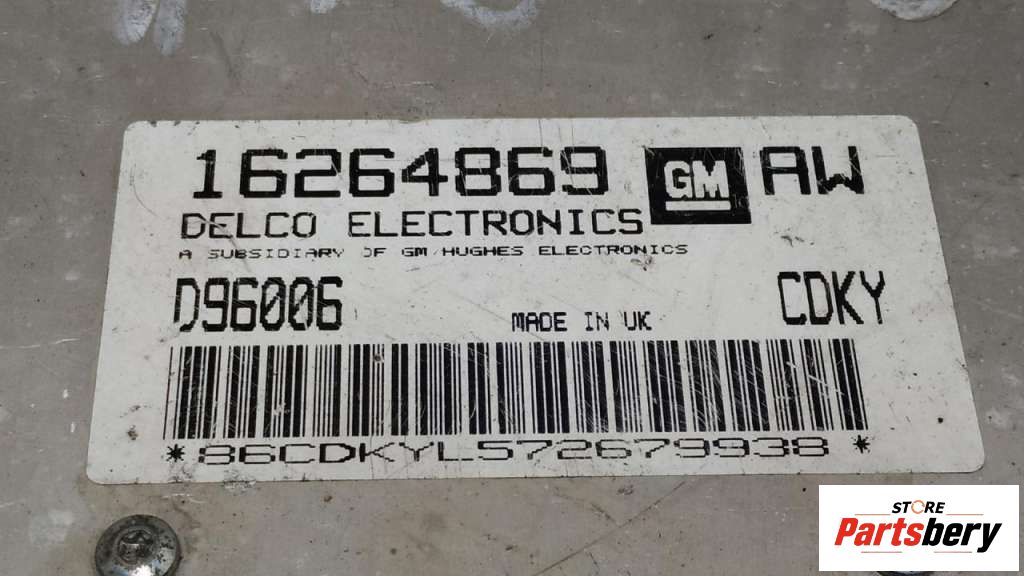 16264869 GM AW
DELCO ELECTRONICS
A SUBSIDIARY OF GM/HUGHES ELECTRONICS
D96006 MADE IN UK CDKY
*86CDKYL572679938*
STORE
Partsbery